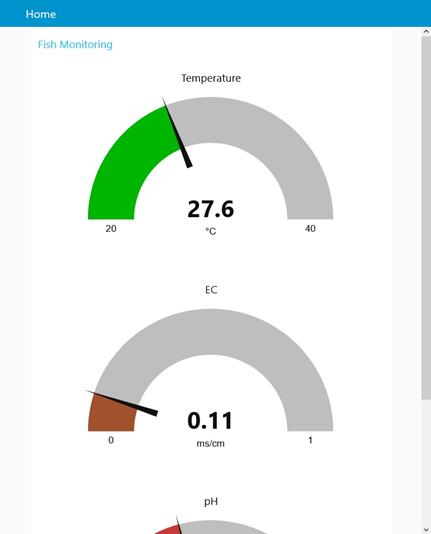 Home
Fish Monitoring
Temperature
27.6
20 °C 40
EC
0.11
0 ms/cm 1
pH